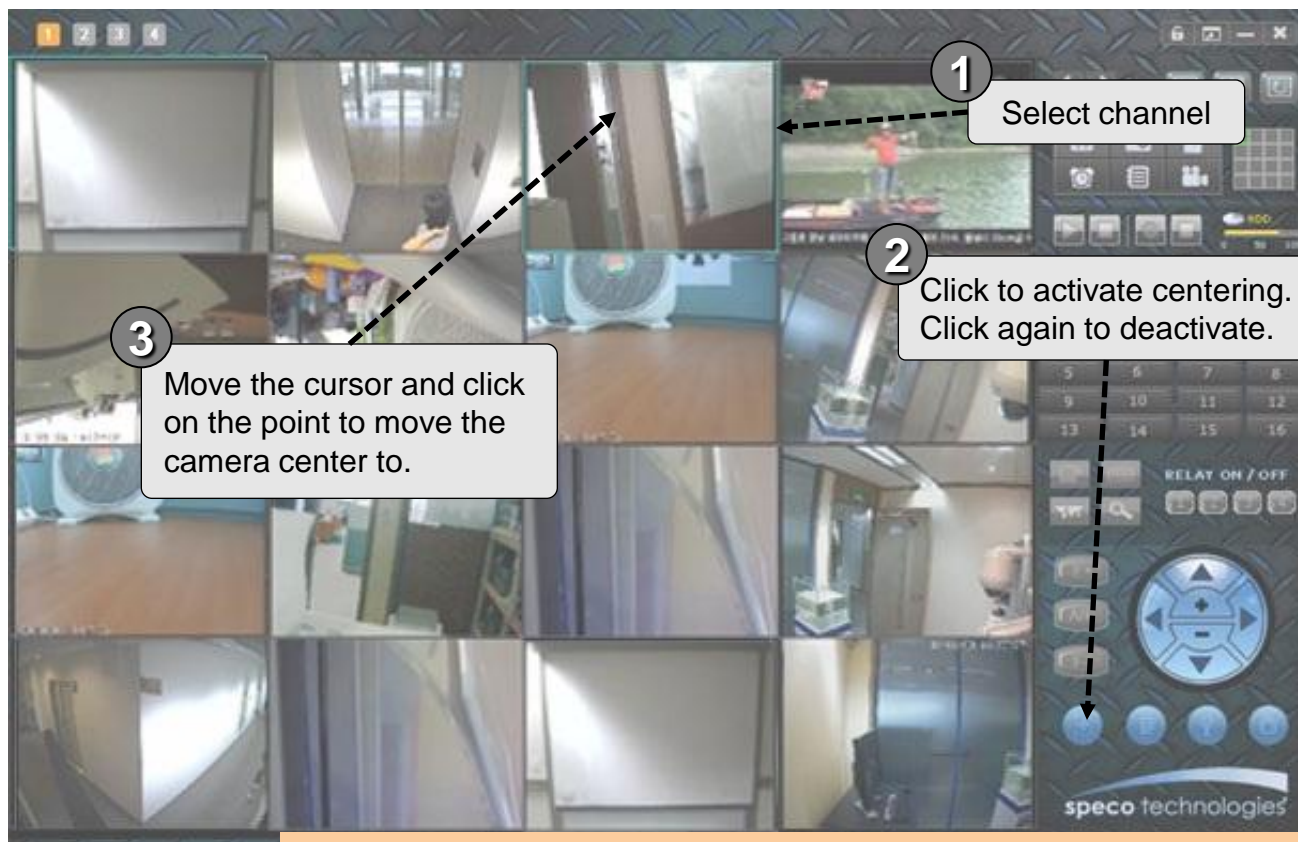 1 2 3 4
1
Select channel
HDD
2
Click to activate centering.
Click again to deactivate.
3
Move the cursor and click
on the point to move the
camera center to.
5 6 7 8
9 10 11 12
13 14 15 16
RELAY ON / OFF
speco technologies